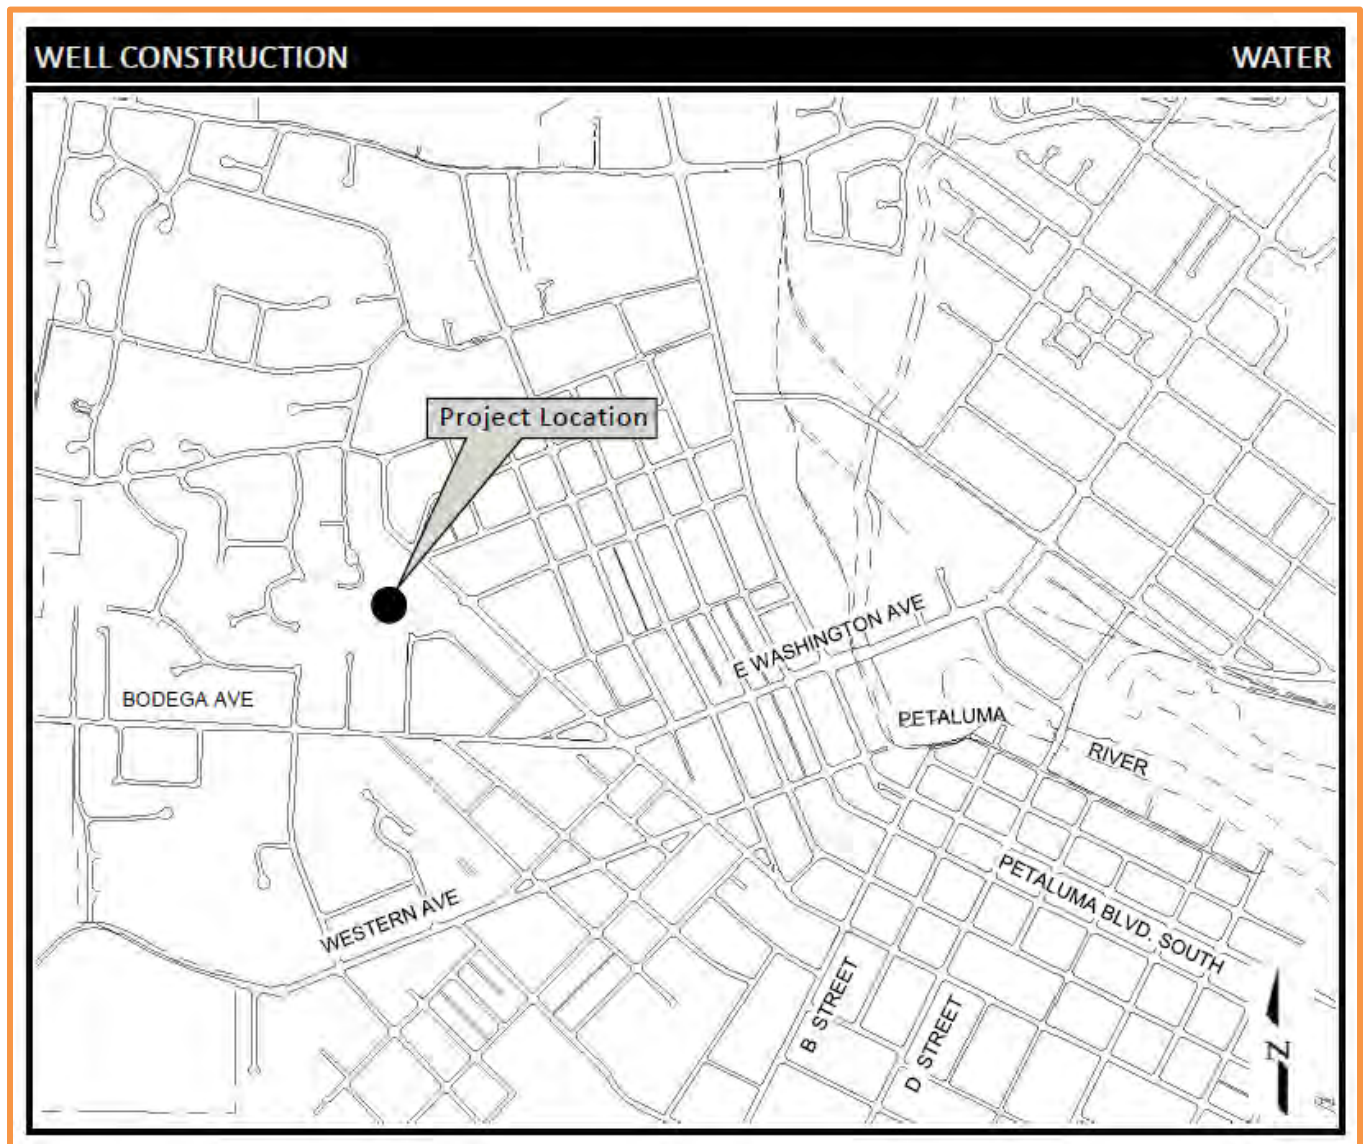 WELL CONSTRUCTION
WATER
Project Location
E WASHINGTON AVE
BODEGA AVE
PETALUMA
RIVER
WESTERN AVE
PETALUMA BLVD. SOUTH
B STREET
D STREET
N